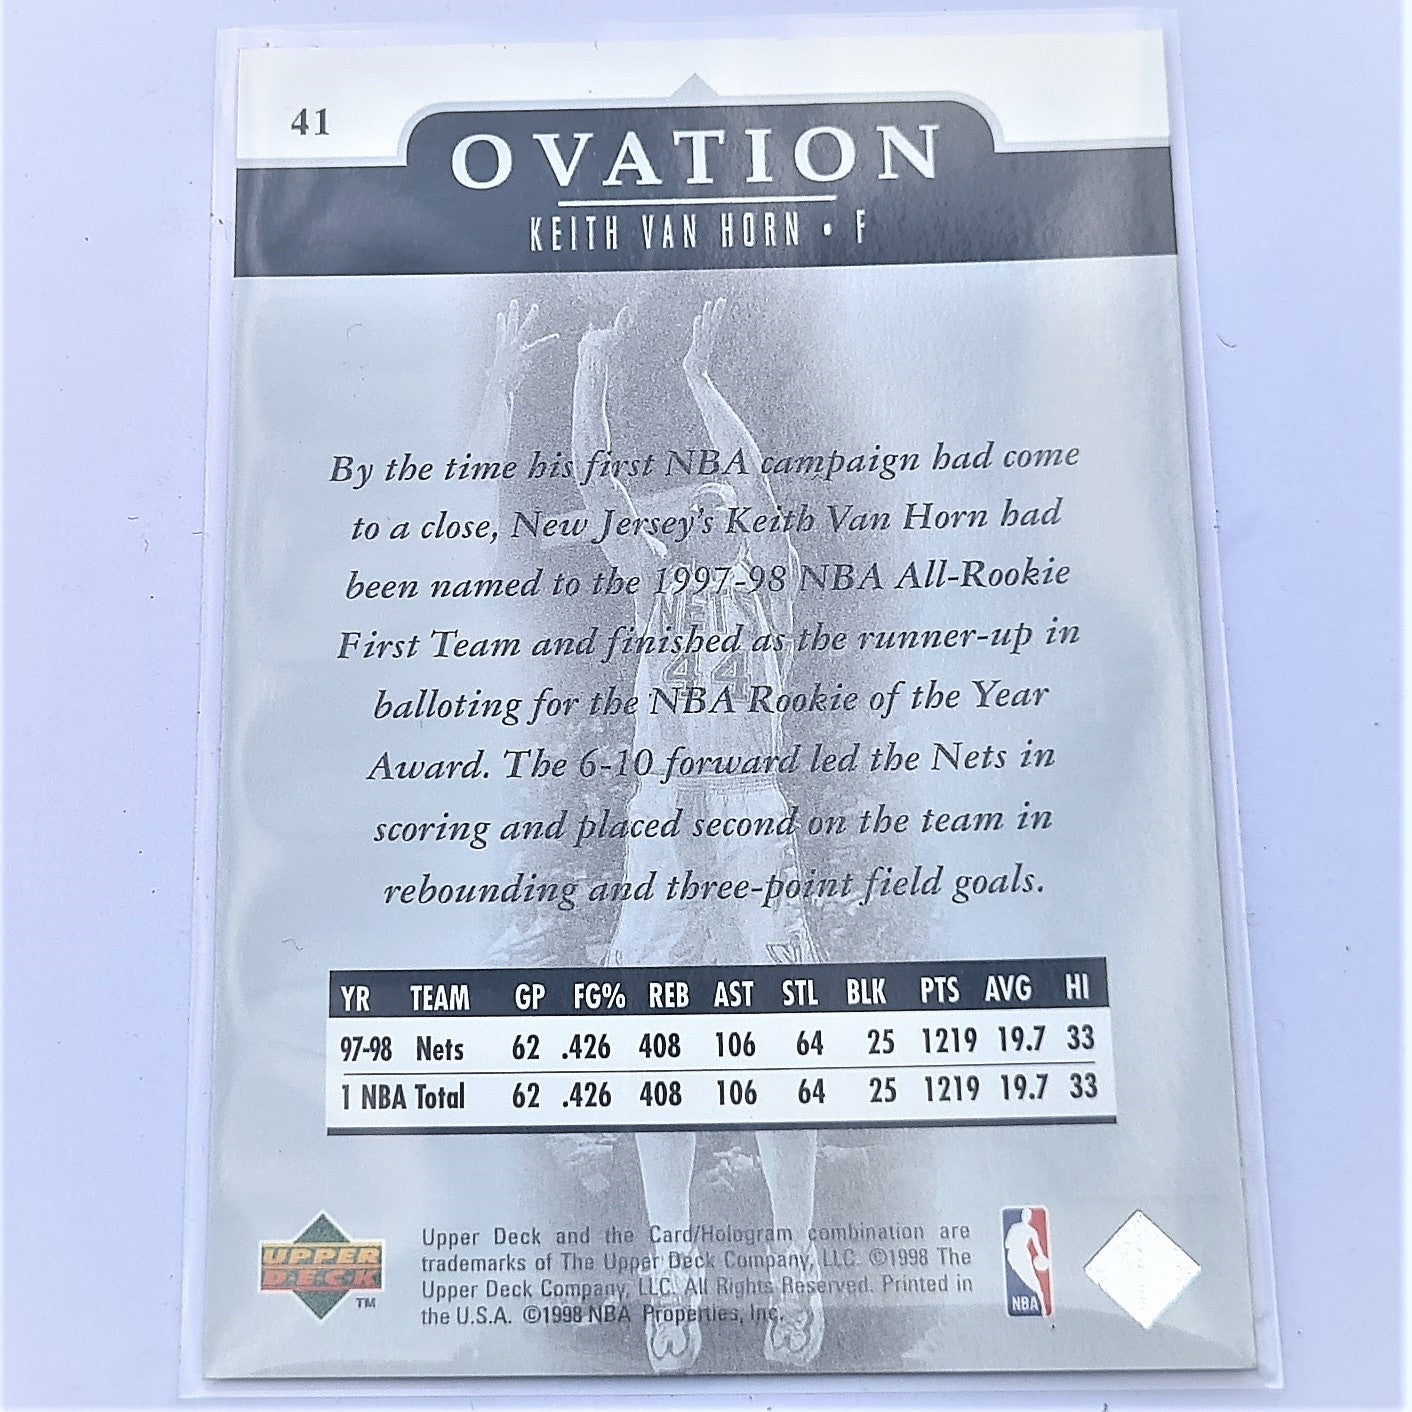 41
OVATION
KEITH VAN HORN • F
By the time his first NBA campaign had come
to a close, New Jersey's Keith Van Horn had
been named to the 1997-98 NBA All-Rookie
First Team and finished as the runner-up in
balloting for the NBA Rookie of the Year
Award. The 6-10 forward led the Nets in
scoring and placed second on the team in
rebounding and three-point field goals.
NETS
44
YR TEAM GP FG% REB AST STL BLK PTS AVG HI
97-98 Nets 62 .426 408 106 64 25 1219 19.7 33
1 NBA Total 62 .426 408 106 64 25 1219 19.7 33
UPPER
DECK
TM
Upper Deck and the Card/Hologram combination are
trademarks of The Upper Deck Company, LLC. ©1998 The
Upper Deck Company, LLC. All Rights Reserved. Printed in
the U.S.A. ©1998 NBA Properties, Inc.
NBA